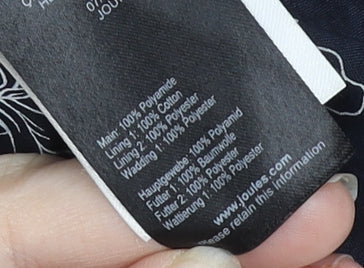 Main: 100% Polyamide
Lining 1: 100% Cotton
Lining 2: 100% Polyester
Wadding 1: 100% Polyester
Hauptgewebe: 100% Polyamid
Futter 1: 100% Baumwolle
Futter 2: 100% Polyester
Wattierung 1: 100% Polyester
www.joules.com
Please retain this information